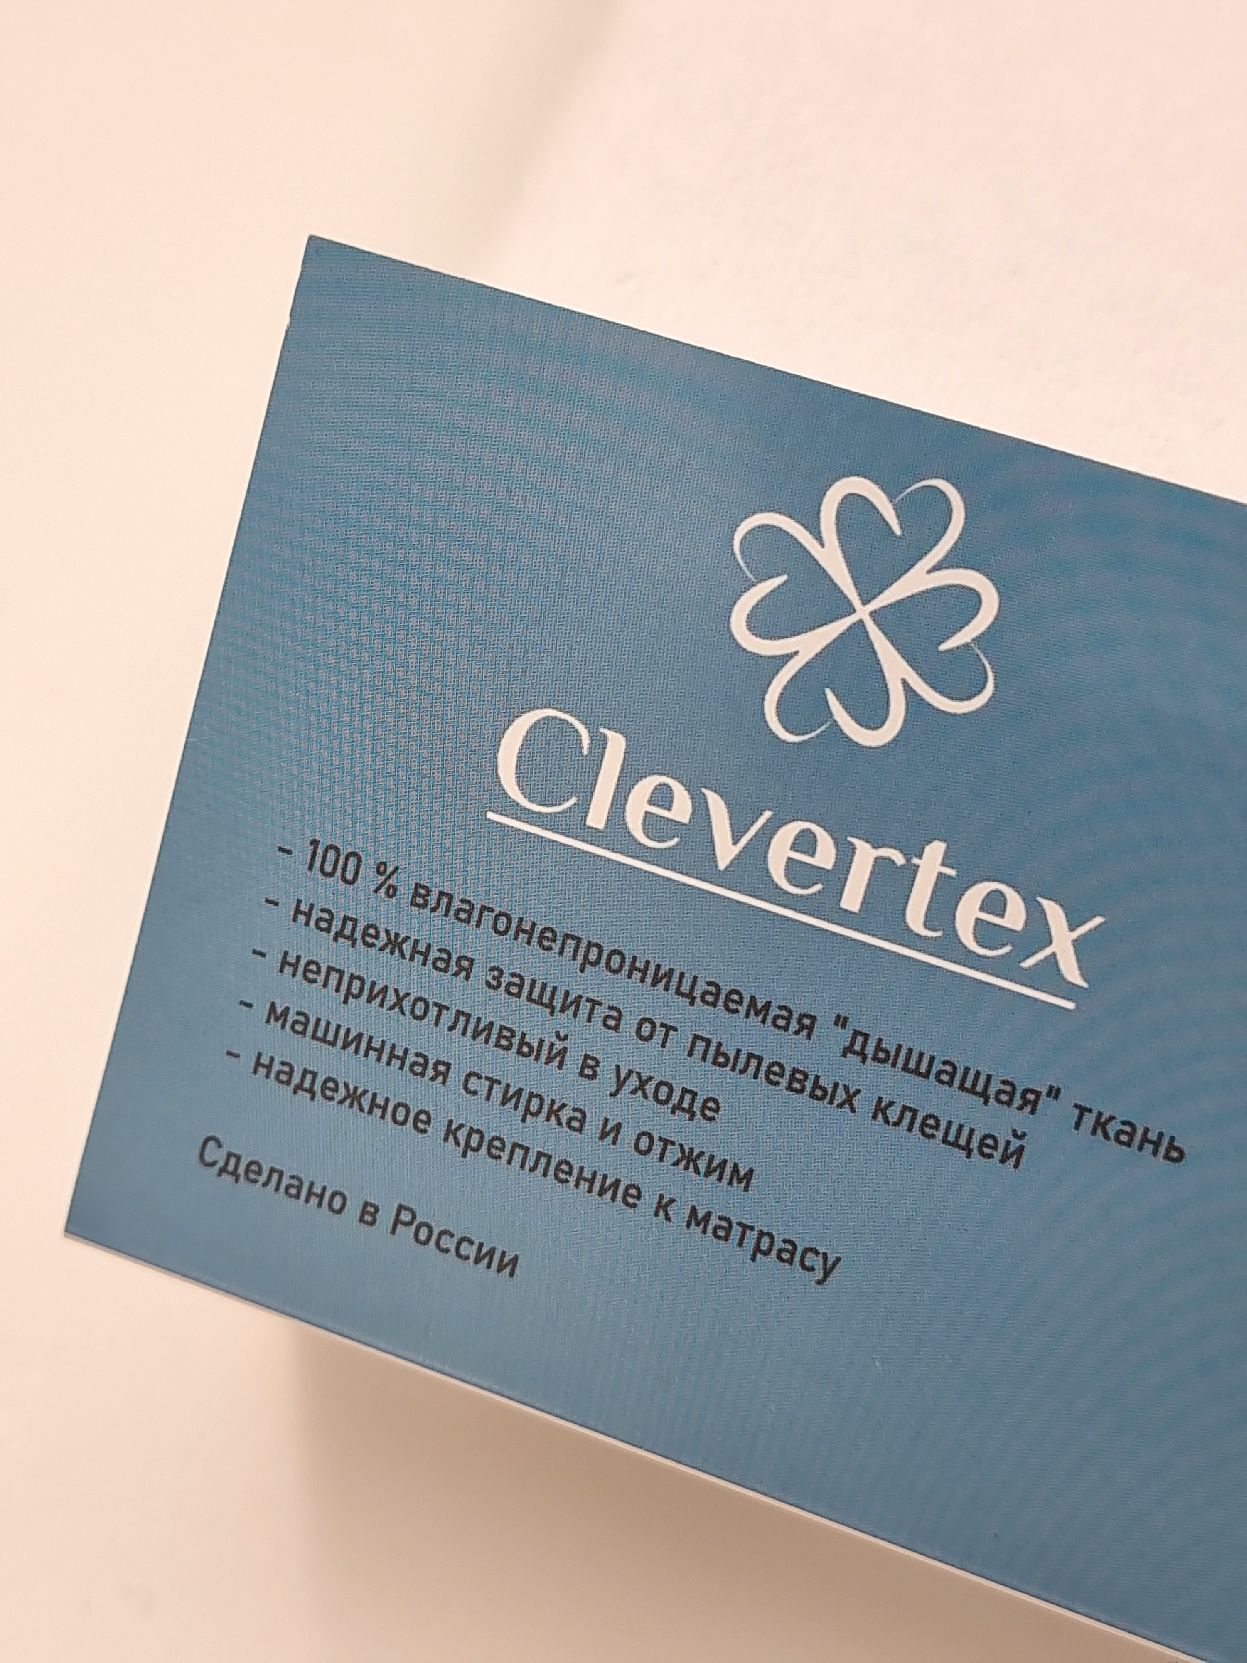 Clevertex
- 100 % влагонепроницаемая "дышащая" ткань
- надежная защита от пылевых клещей
- неприхотливый в уходе
- машинная стирка и отжим
- надежное крепление к матрасу
Сделано в России